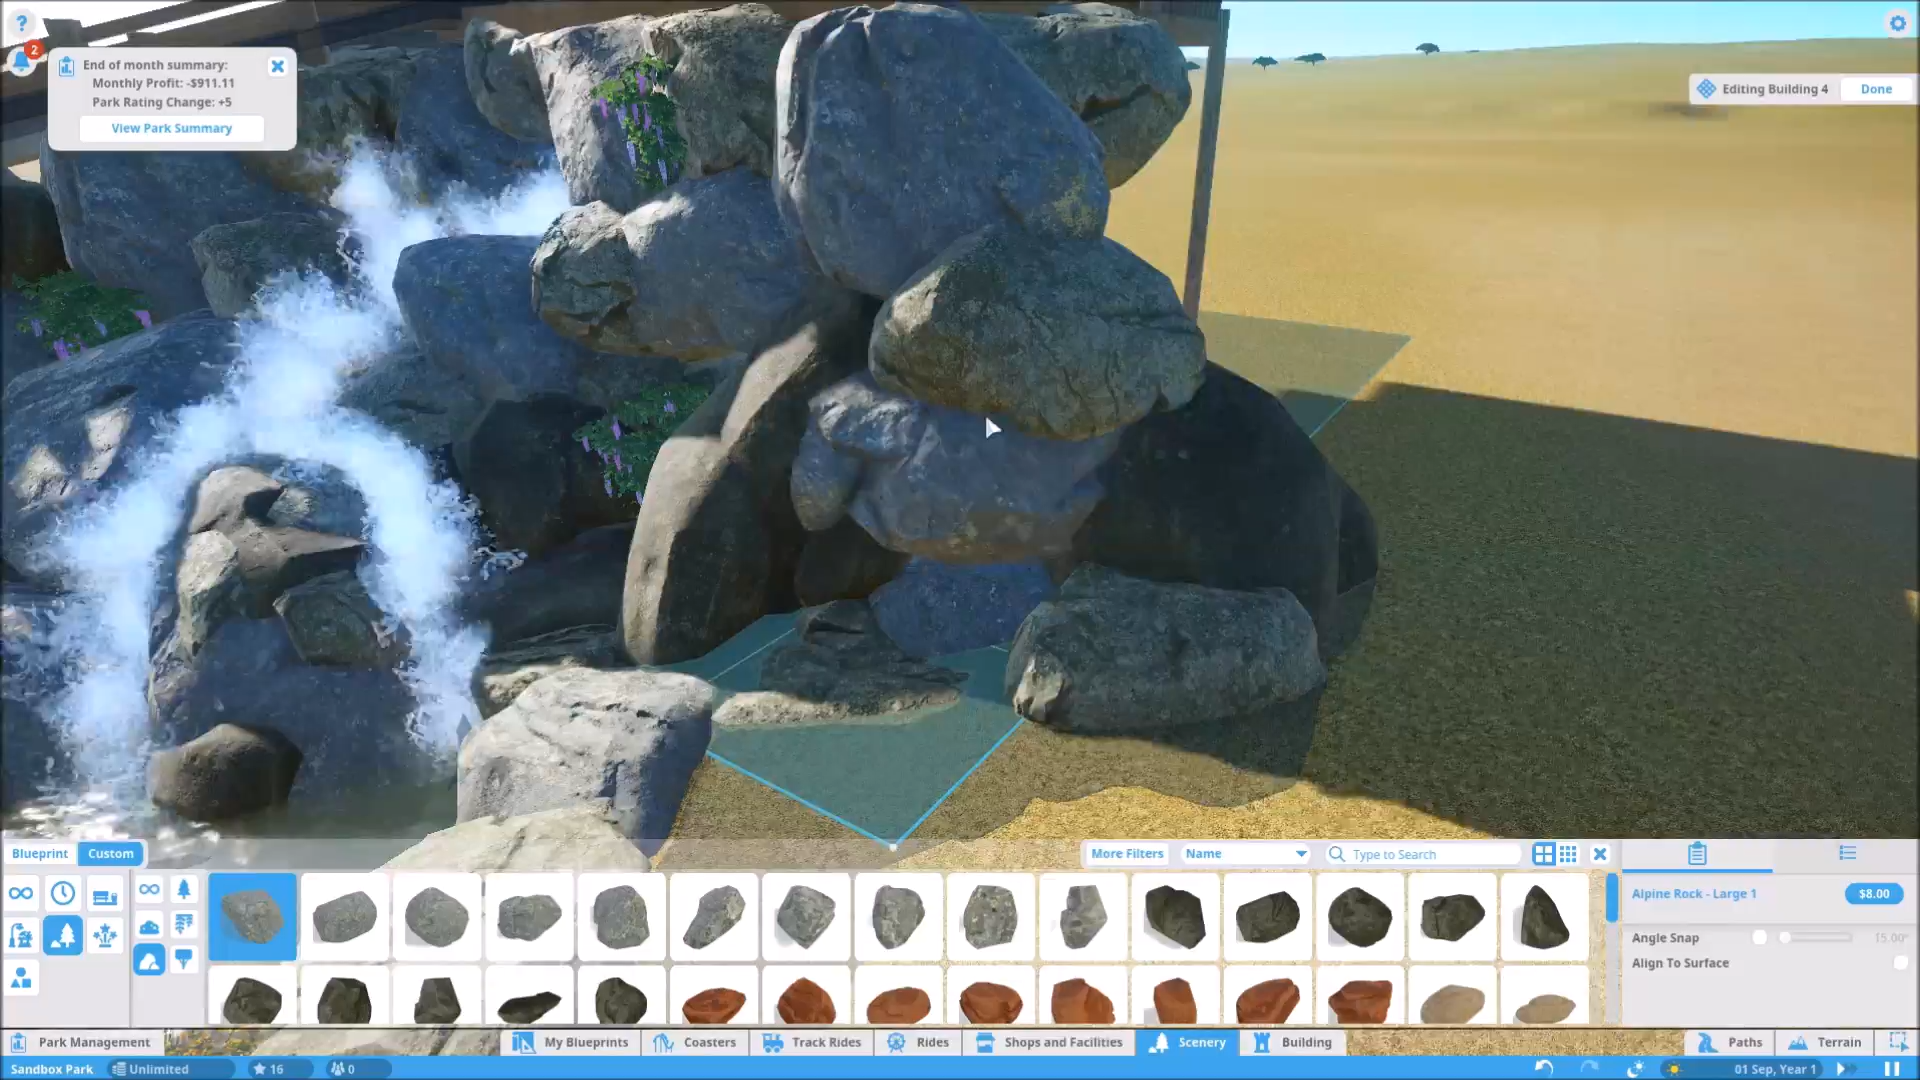 ?
2
End of month summary:
Monthly Profit: -$911.11
Park Rating Change: +5
View Park Summary
Editing Building 4
Done
Blueprint
Custom
More Filters
Name
Type to Search
Alpine Rock - Large 1
$8.00
Angle Snap
15.00°
Align To Surface
Park Management
My Blueprints
Coasters
Track Rides
Rides
Shops and Facilities
Scenery
Building
Paths
Terrain
Sandbox Park
Unlimited
16
0
01 Sep, Year 1